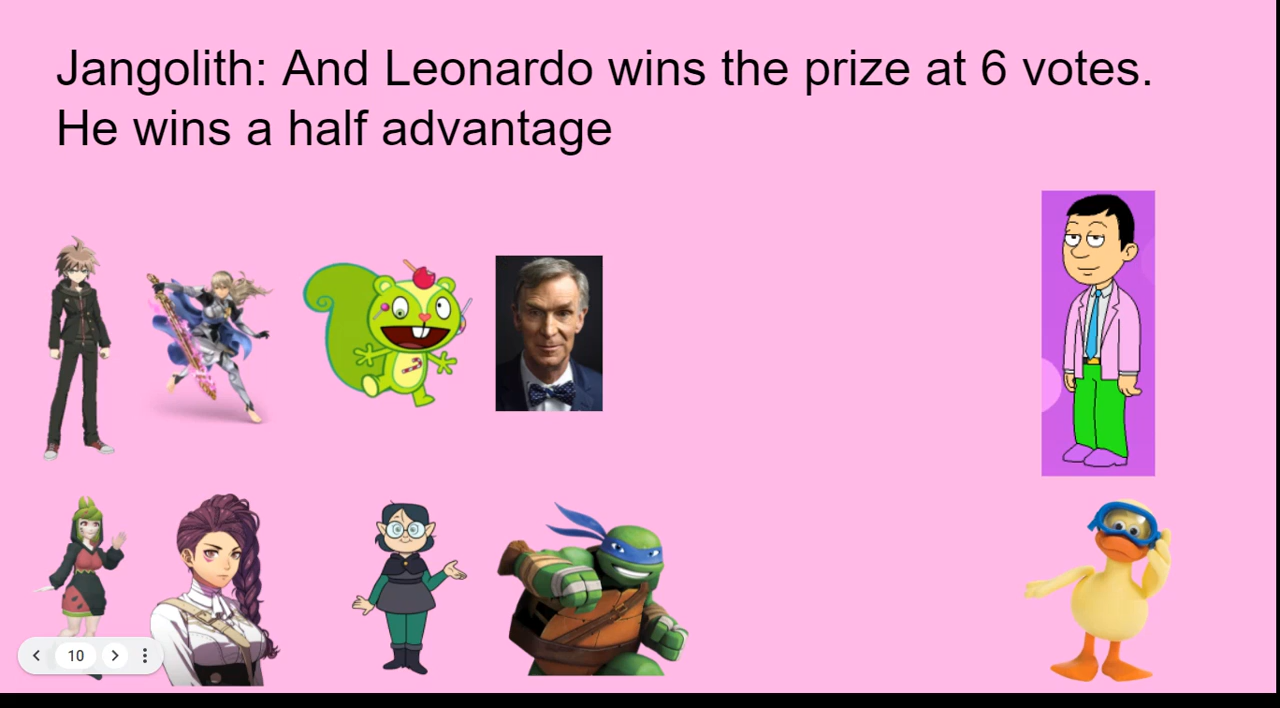 Jangolith: And Leonardo wins the prize at 6 votes.
He wins a half advantage
10